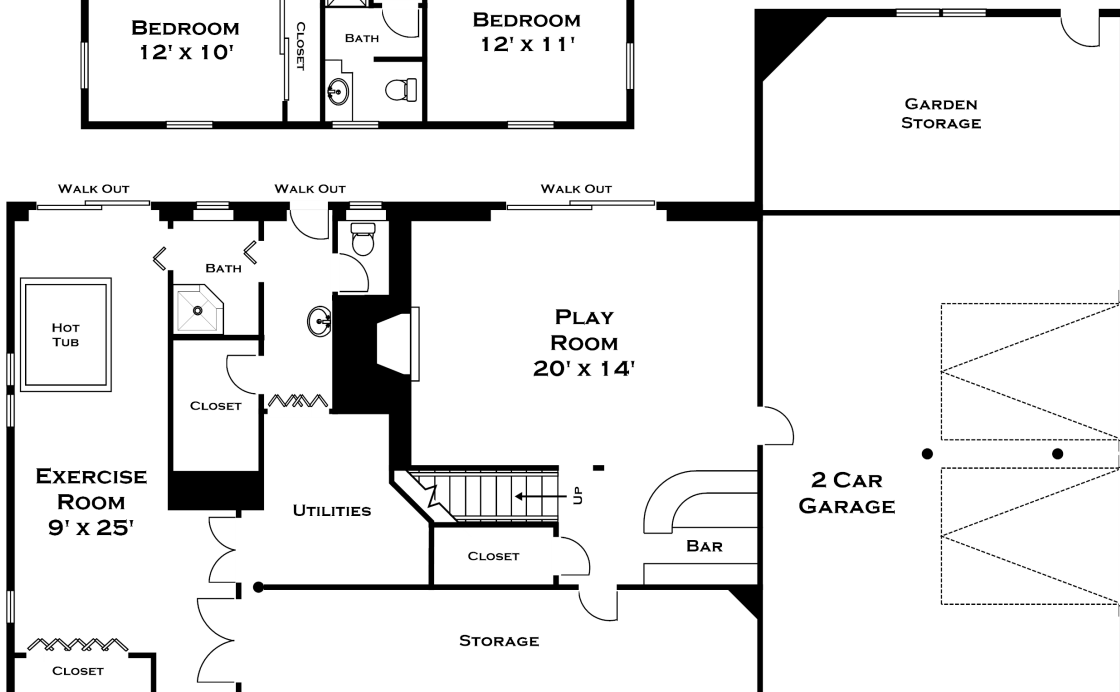 BEDROOM
12' X 10'
CLOSET
BATH
BEDROOM
12' X 11'
GARDEN
STORAGE
WALK OUT
WALK OUT
WALK OUT
BATH
HOT
TUB
PLAY
ROOM
20' X 14'
CLOSET
EXERCISE
ROOM
9' X 25'
UTILITIES
UP
2 CAR
GARAGE
CLOSET
BAR
STORAGE
CLOSET